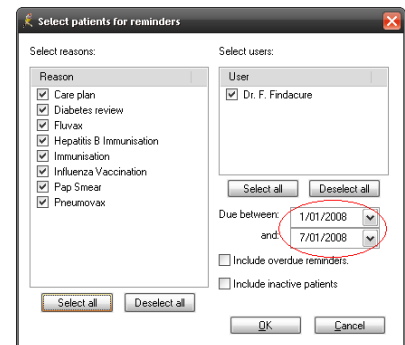 Select patients for reminders
Select reasons:
Reason
Care plan
Diabetes review
Fluvax
Hepatitis B Immunisation
Immunisation
Influenza Vaccination
Pap Smear
Pneumovax
Select all Deselect all
Select users:
User
Dr. F. Findacure
Select all Deselect all
Due between: 1/01/2008
and: 7/01/2008
Include overdue reminders.
Include inactive patients
OK Cancel